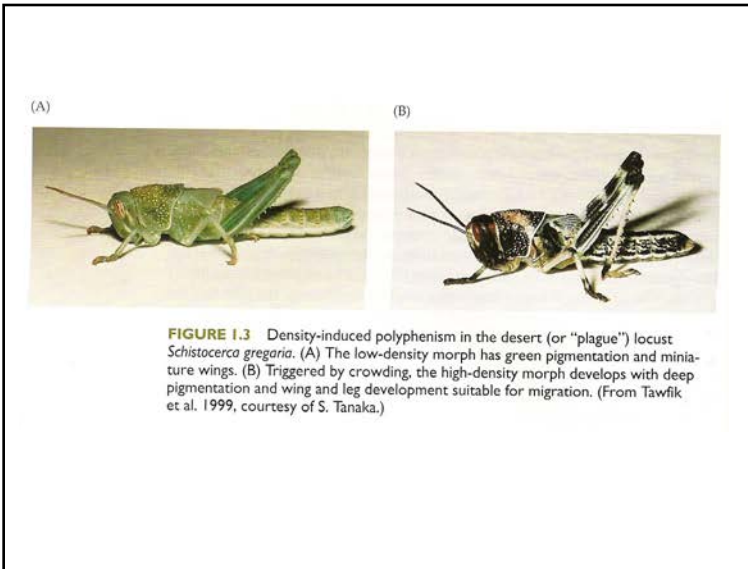 (A)
(B)
FIGURE 1.3 Density-induced polyphenism in the desert (or “plague”) locust
Schistocerca gregaria. (A) The low-density morph has green pigmentation and minia-
ture wings. (B) Triggered by crowding, the high-density morph develops with deep
pigmentation and wing and leg development suitable for migration. (From Tawfik
et al. 1999, courtesy of S. Tanaka.)